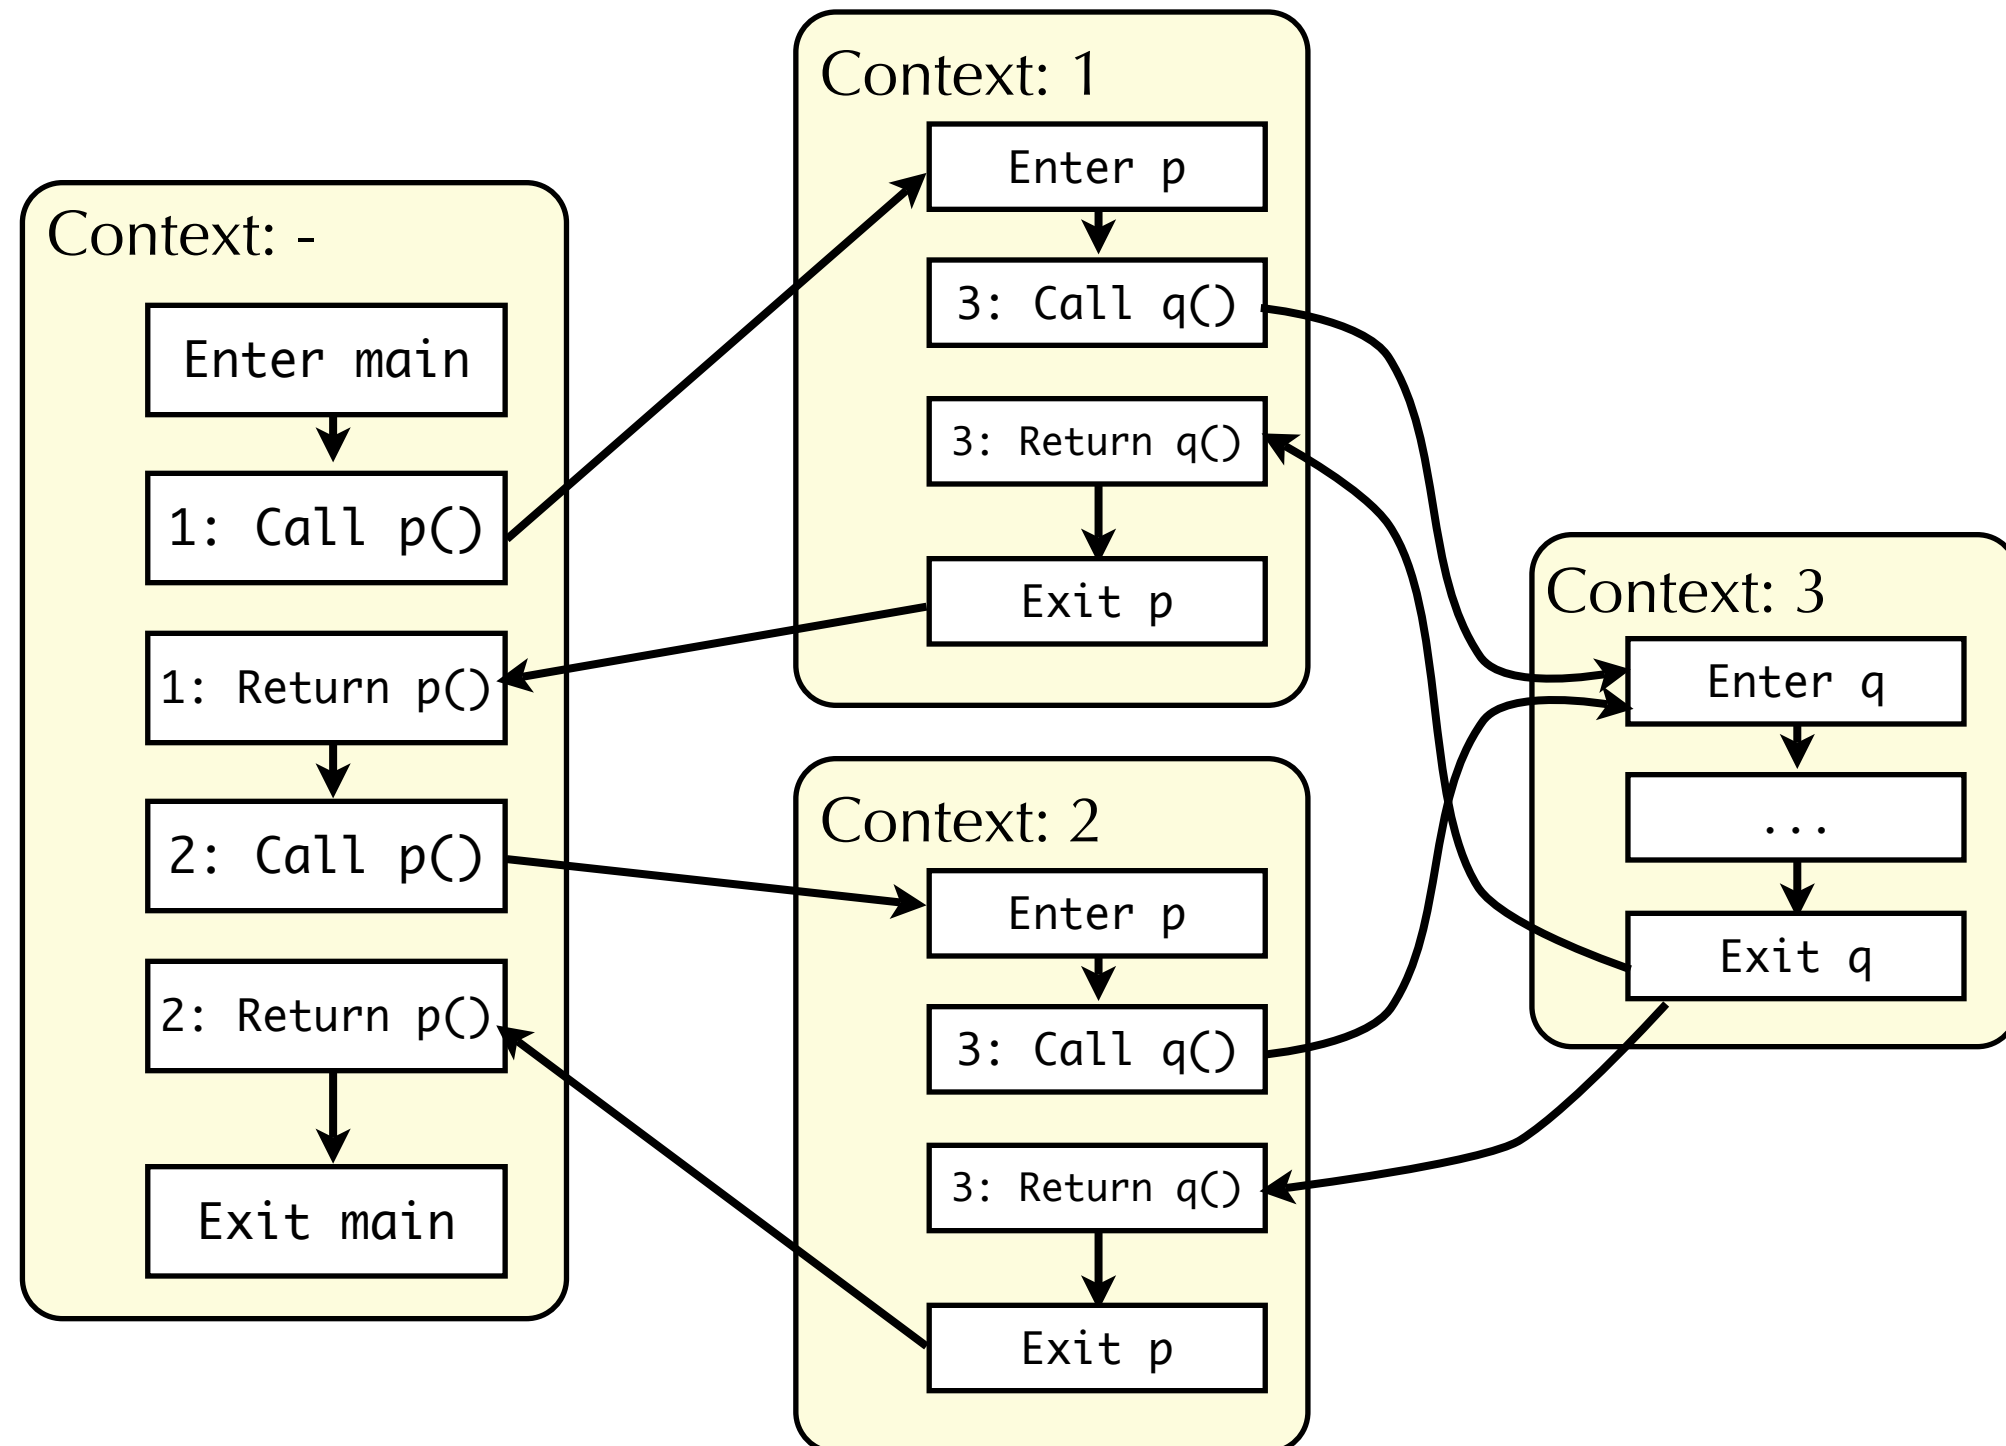 Context: -
Enter main
1: Call p()
1: Return p()
2: Call p()
2: Return p()
Exit main
Context: 1
Enter p
3: Call q()
3: Return q()
Exit p
Context: 2
Enter p
3: Call q()
3: Return q()
Exit p
Context: 3
Enter q
...
Exit q